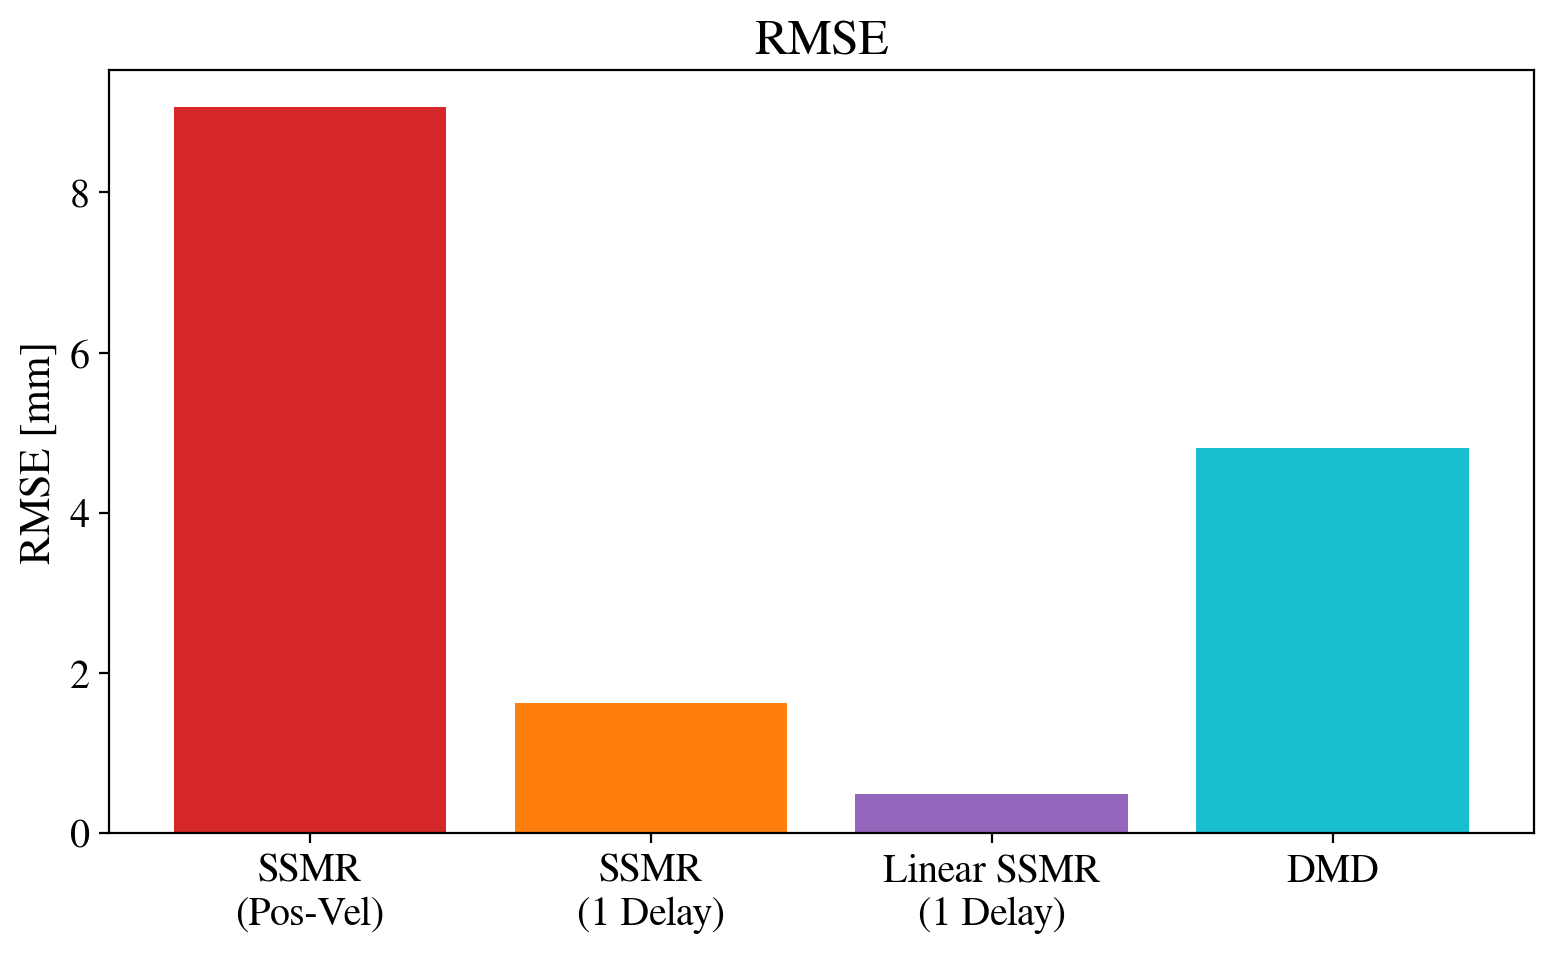 RMSE
RMSE [mm]
8
6
4
2
0
SSMR
(Pos-Vel)
SSMR
(1 Delay)
Linear SSMR
(1 Delay)
DMD